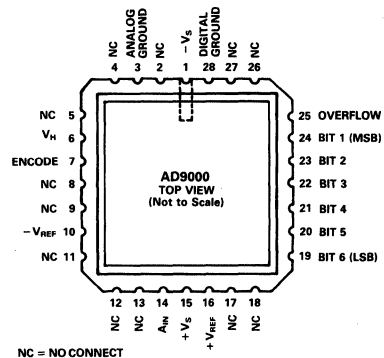 NC
ANALOG
GROUND
NC
–VS
DIGITAL
GROUND
NC
NC
4 3 2 1 28 27 26
NC 5
VH 6
ENCODE 7
NC 8
NC 9
–VREF 10
NC 11
AD9000
TOP VIEW
(Not to Scale)
25 OVERFLOW
24 BIT 1 (MSB)
23 BIT 2
22 BIT 3
21 BIT 4
20 BIT 5
19 BIT 6 (LSB)
12 13 14 15 16 17 18
NC
NC
AIN
+VS
+VREF
NC
NC
NC = NO CONNECT